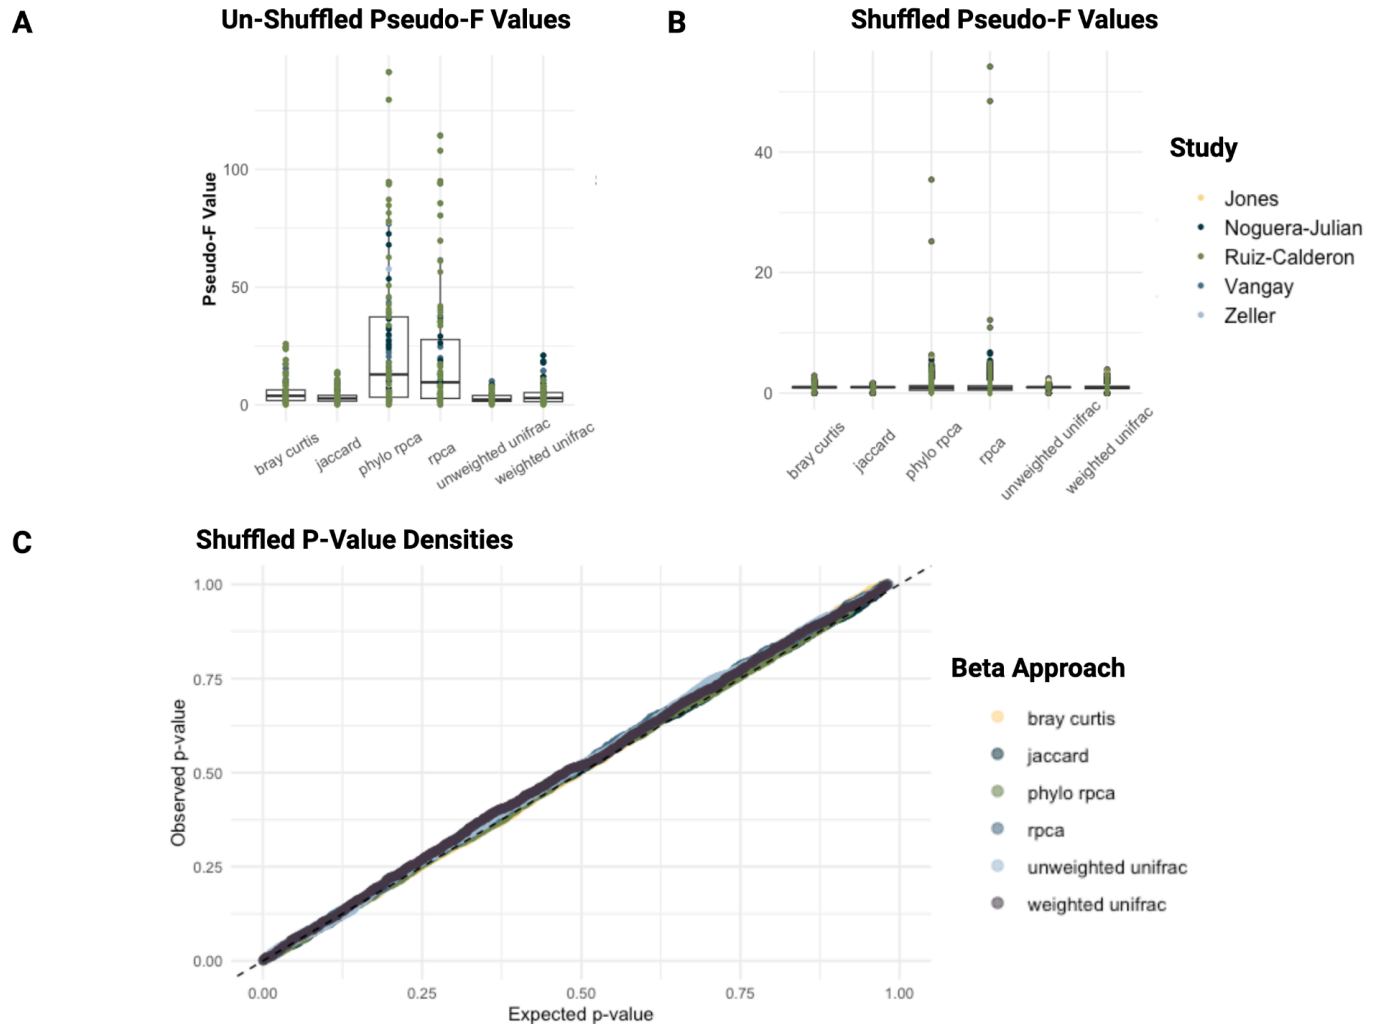 A
Un-Shuffled Pseudo-F Values
Pseudo-F Value
100
50
0
bray curtis
jaccard
phylo rpca
rpca
unweighted unifrac
weighted unifrac
B
Shuffled Pseudo-F Values
40
20
0
bray curtis
jaccard
phylo rpca
rpca
unweighted unifrac
weighted unifrac
Study
Jones
Noguera-Julian
Ruiz-Calderon
Vangay
Zeller
C
Shuffled P-Value Densities
Observed p-value
1.00
0.75
0.50
0.25
0.00
0.00
0.25
0.50
0.75
1.00
Expected p-value
Beta Approach
bray curtis
jaccard
phylo rpca
rpca
unweighted unifrac
weighted unifrac